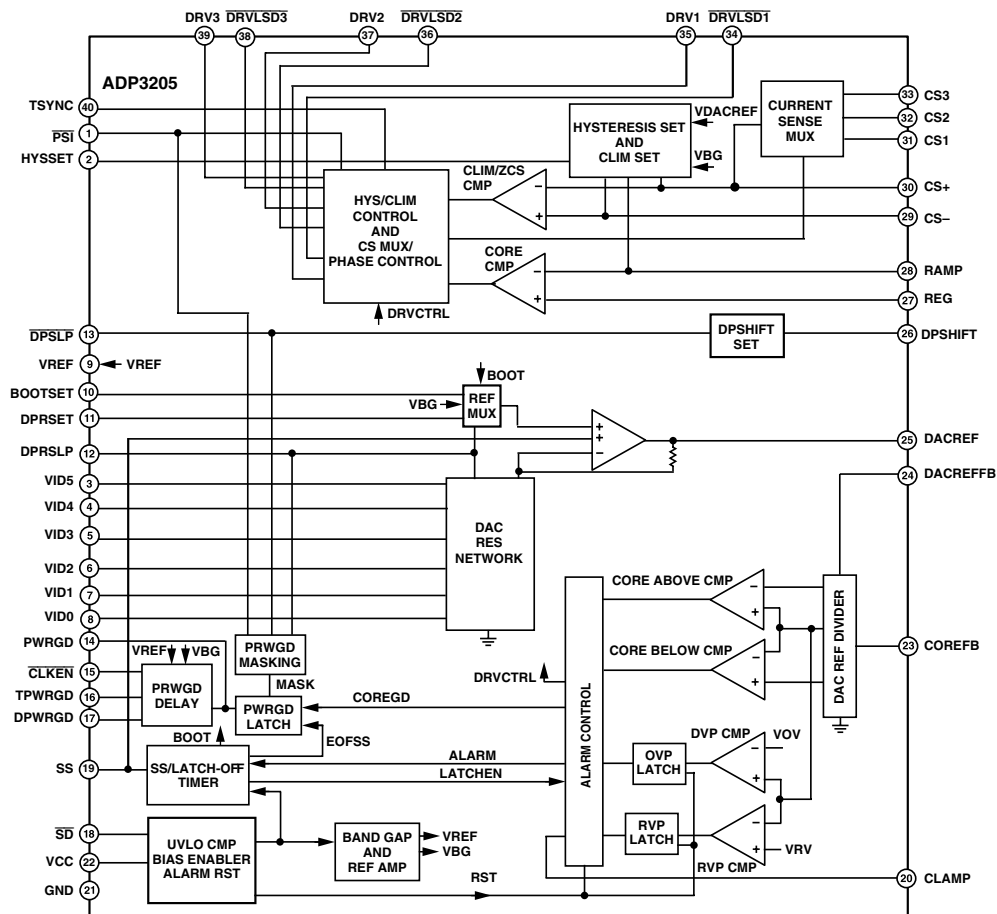 DRV3 DRVLSD3 DRV2 DRVLSD2 DRV1 DRVLSD1
39 38 37 36 35 34
ADP3205
TSYNC 40
PSI 1
HYSSET 2
HYSTERESIS SET
AND
CLIM SET
VDACREF
VBG
CURRENT
SENSE
MUX
33 CS3
32 CS2
31 CS1
30 CS+
29 CS–
28 RAMP
27 REG
HYS/CLIM
CONTROL
AND
CS MUX/
PHASE CONTROL
CLIM/ZCS
CMP
–
+
CORE
CMP
–
+
DRVCTRL
DPSLP 13
DPSHIFT
SET
26 DPSHIFT
VREF 9 VREF
BOOTSET 10
DPRSET 11
DPRSLP 12
BOOT
VBG
REF
MUX
+
+
–
25 DACREF
24 DACREFFB
VID5 3
VID4 4
VID3 5
VID2 6
VID1 7
VID0 8
DAC
RES
NETWORK
PWRGD 14
CLKEN 15
TPWRGD 16
DPWRGD 17
VREF VBG
PRWGD
DELAY
PRWGD
MASKING
MASK
PWRGD
LATCH
COREGD
EOFSS
BOOT
SS 19
SS/LATCH-OFF
TIMER
ALARM
LATCHEN
DRVCTRL
ALARM CONTROL
CORE ABOVE CMP
–
+
CORE BELOW CMP
–
+
DAC REF DIVIDER
23 COREFB
DVP CMP
–
+
VOV
OVP
LATCH
RVP
LATCH
–
+
VRV
RVP CMP
SD 18
VCC 22
GND 21
UVLO CMP
BIAS ENABLER
ALARM RST
BAND GAP
AND
REF AMP
VREF
VBG
RST
20 CLAMP